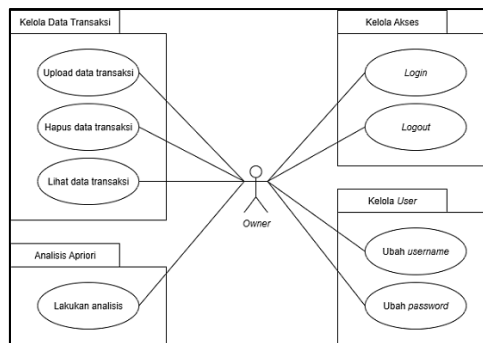 Kelola Data Transaksi
Upload data transaksi
Hapus data transaksi
Lihat data transaksi
Analisis Apriori
Lakukan analisis
Owner
Kelola Akses
Login
Logout
Kelola User
Ubah username
Ubah password